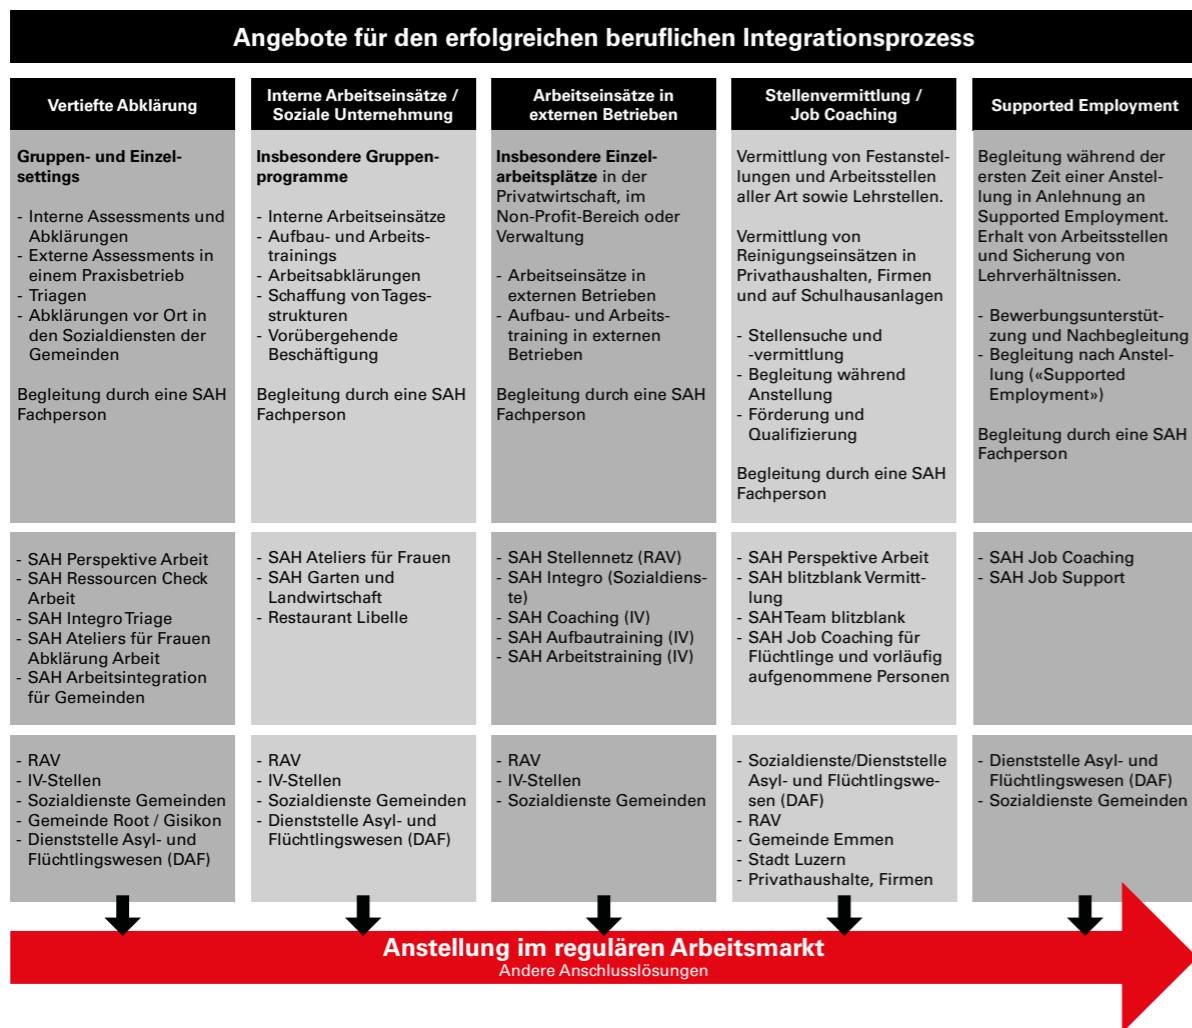 Angebote für den erfolgreichen beruflichen Integrationsprozess
Vertiefte Abklärung
Gruppen- und Einzel-
settings
- Interne Assessments und
Abklärungen
- Externe Assessments in
einem Praxisbetrieb
- Triagen
- Abklärungen vor Ort in
den Sozialdiensten der
Gemeinden
Begleitung durch eine SAH
Fachperson
- SAH Perspektive Arbeit
- SAH Ressourcen Check
Arbeit
- SAH Integro Triage
- SAH Ateliers für Frauen
Abklärung Arbeit
- SAH Arbeitsintegration
für Gemeinden
- RAV
- IV-Stellen
- Sozialdienste Gemeinden
- Gemeinde Root / Gisikon
- Dienststelle Asyl- und
Flüchtlingswesen (DAF)
Interne Arbeitseinsätze /
Soziale Unternehmung
Insbesondere Gruppen-
programme
- Interne Arbeitseinsätze
- Aufbau- und Arbeits-
trainings
- Arbeitsabklärungen
- Schaffung von Tages-
strukturen
- Vorübergehende
Beschäftigung
Begleitung durch eine SAH
Fachperson
- SAH Ateliers für Frauen
- SAH Garten und
Landwirtschaft
- Restaurant Libelle
- RAV
- IV-Stellen
- Sozialdienste Gemeinden
- Dienststelle Asyl- und
Flüchtlingswesen (DAF)
Arbeitseinsätze in
externen Betrieben
Insbesondere Einzel-
arbeitsplätze in der
Privatwirtschaft, im
Non-Profit-Bereich oder
Verwaltung
- Arbeitseinsätze in
externen Betrieben
- Aufbau- und Arbeits-
training in externen
Betrieben
Begleitung durch eine SAH
Fachperson
- SAH Stellennetz (RAV)
- SAH Integro (Sozialdiens-
te)
- SAH Coaching (IV)
- SAH Aufbautraining (IV)
- SAH Arbeitstraining (IV)
- RAV
- IV-Stellen
- Sozialdienste Gemeinden
Stellenvermittlung /
Job Coaching
Vermittlung von Festanstel-
lungen und Arbeitsstellen
aller Art sowie Lehrstellen.
Vermittlung von
Reinigungseinsätzen in
Privathaushalten, Firmen
und auf Schulhausanlagen
- Stellensuche und
-vermittlung
- Begleitung während
Anstellung
- Förderung und
Qualifizierung
Begleitung durch eine SAH
Fachperson
- SAH Perspektive Arbeit
- SAH blitzblank Vermitt-
lung
- SAH Team blitzblank
- SAH Job Coaching für
Flüchtlinge und vorläufig
aufgenommene Personen
- Sozialdienste/Dienststelle
Asyl- und Flüchtlingswe-
sen (DAF)
- RAV
- Gemeinde Emmen
- Stadt Luzern
- Privathaushalte, Firmen
Supported Employment
Begleitung während der
ersten Zeit einer Anstel-
lung in Anlehnung an
Supported Employment.
Erhalt von Arbeitsstellen
und Sicherung von
Lehrverhältnissen.
- Bewerbungsunterstüt-
zung und Nachbegleitung
- Begleitung nach Anstel-
lung («Supported
Employment»)
Begleitung durch eine SAH
Fachperson
- SAH Job Coaching
- SAH Job Support
- Dienststelle Asyl- und
Flüchtlingswesen (DAF)
- Sozialdienste Gemeinden
Anstellung im regulären Arbeitsmarkt
Andere Anschlusslösungen